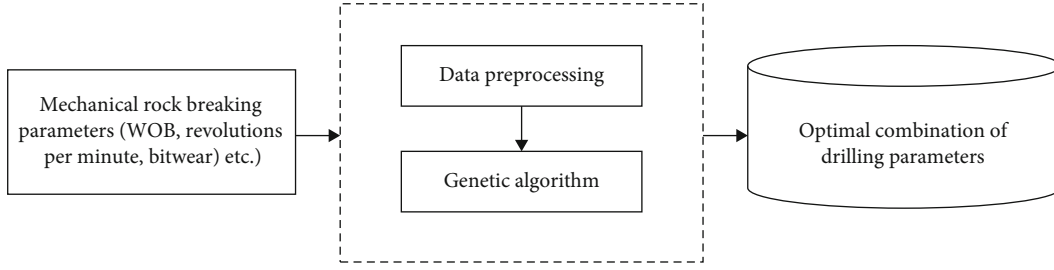 Mechanical rock breaking
parameters (WOB, revolutions
per minute, bitwear) etc.)
Data preprocessing
Genetic algorithm
Optimal combination of
drilling parameters